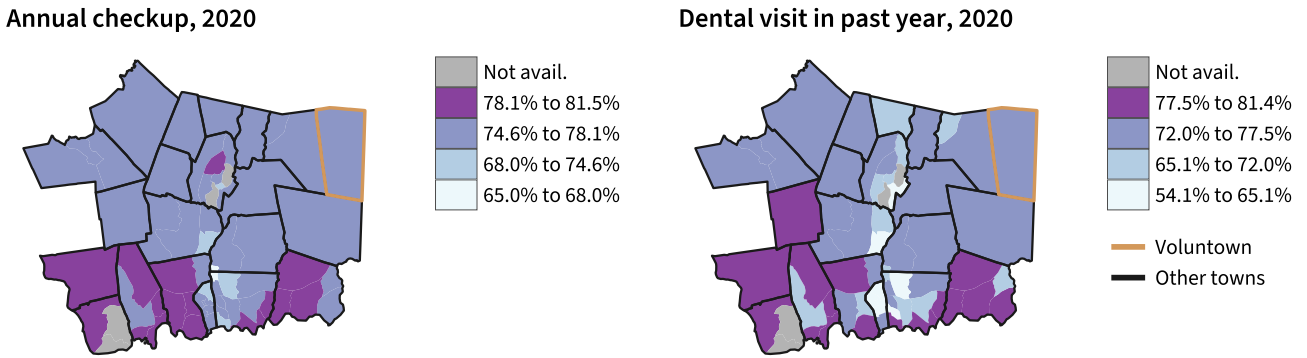 Annual checkup, 2020
Not avail.
78.1% to 81.5%
74.6% to 78.1%
68.0% to 74.6%
65.0% to 68.0%
Dental visit in past year, 2020
Not avail.
77.5% to 81.4%
72.0% to 77.5%
65.1% to 72.0%
54.1% to 65.1%
Voluntown
Other towns